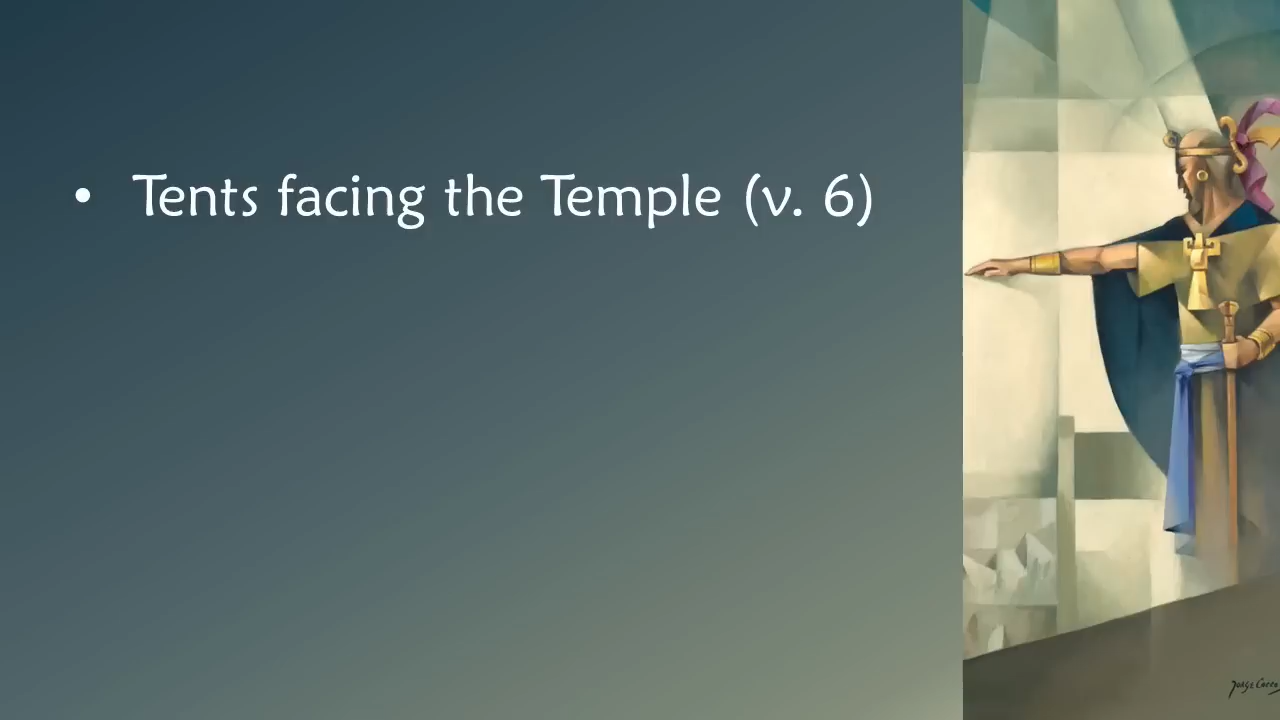 • Tents facing the Temple (v. 6)